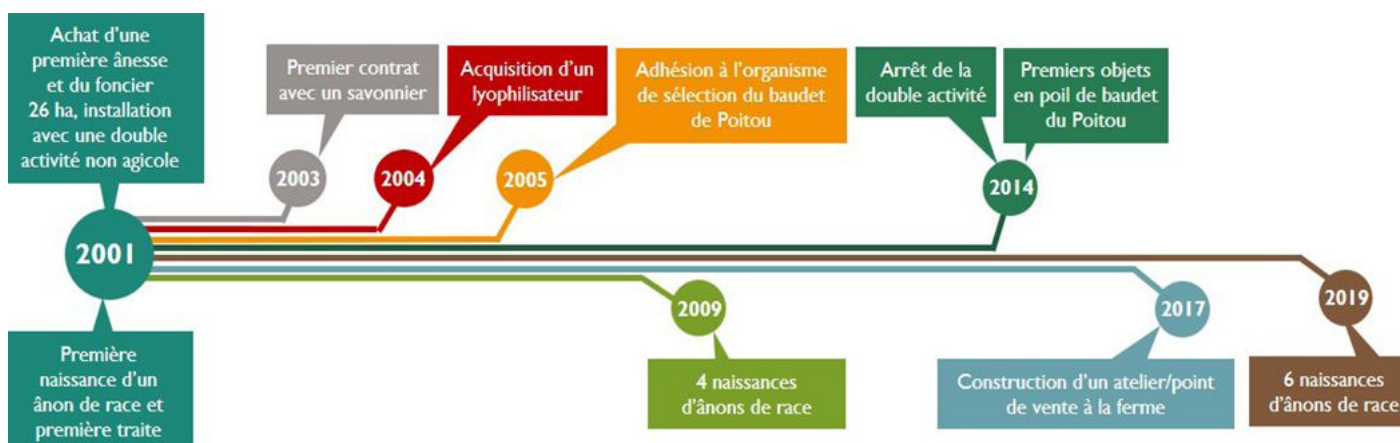 Achat d'une
première ânesse
et du foncier
26 ha, installation
avec une double
activité non agicole
2001
Première
naissance d'un
ânon de race et
première traite
Premier contrat
avec un savonnier
2003
Acquisition d'un
lyophilisateur
2004
Adhésion à l'organisme
de sélection du baudet
de Poitou
2005
2009
4 naissances
d'ânons de race
Arrêt de la
double activité
Premiers objets
en poil de baudet
du Poitou
2014
2017
Construction d'un atelier/point
de vente à la ferme
2019
6 naissances
d'ânons de race